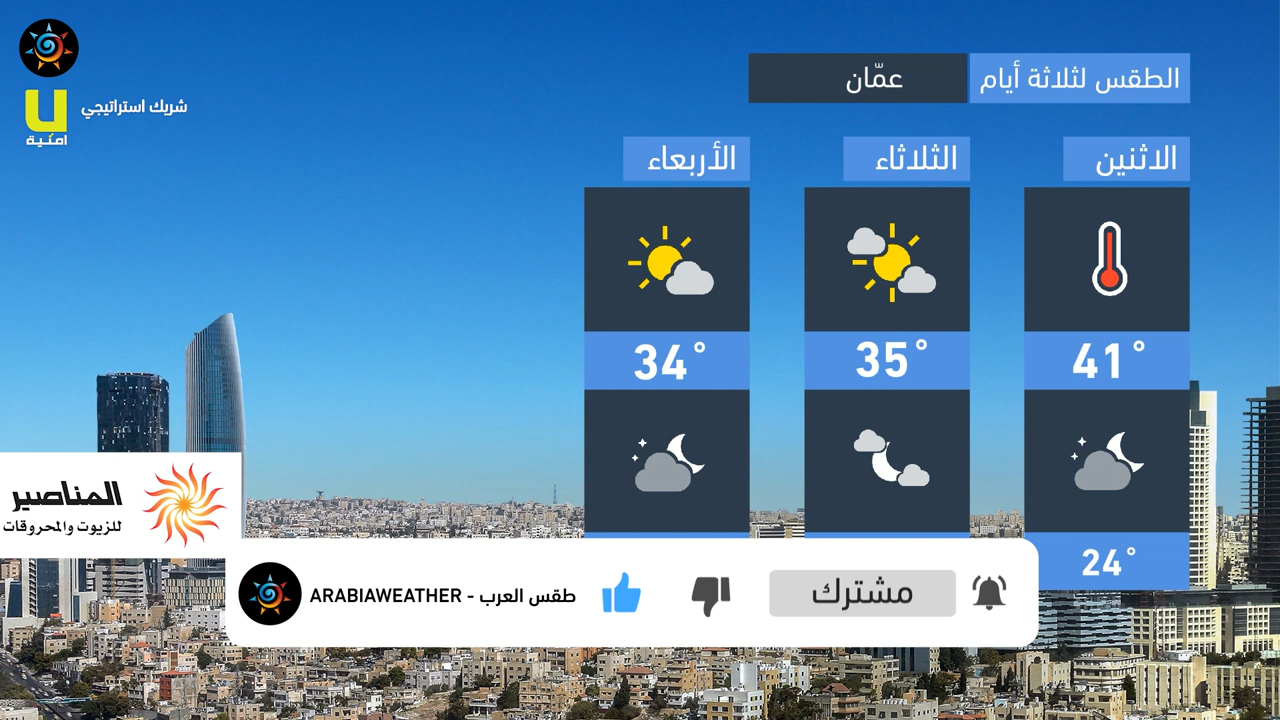 الطقس لثلاثة أيام
عمّان
شريك استراتيجي
امنية
الاثنين
الثلاثاء
الأربعاء
41°
35°
34°
24°
المناصير
للزيوت والمحروقات
طقس العرب - ARABIAWEATHER
مشترك